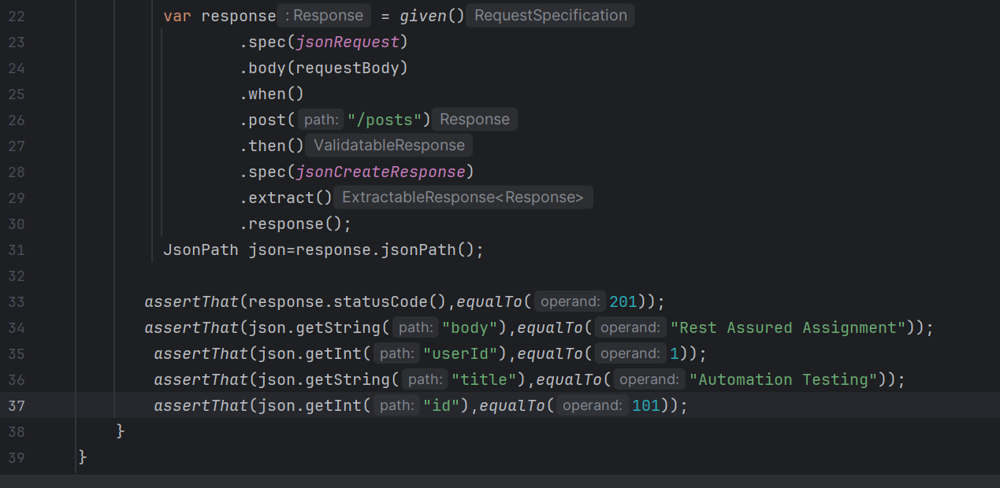 22 var response : Response = given() RequestSpecification
23 .spec(jsonRequest)
24 .body(requestBody)
25 .when()
26 .post( path: "/posts") Response
27 .then() ValidatableResponse
28 .spec(jsonCreateResponse)
29 .extract() ExtractableResponse<Response>
30 .response();
31 JsonPath json=response.jsonPath();
32
33 assertThat(response.statusCode(),equalTo( operand: 201));
34 assertThat(json.getString( path: "body"),equalTo( operand: "Rest Assured Assignment"));
35 assertThat(json.getInt( path: "userId"),equalTo( operand: 1));
36 assertThat(json.getString( path: "title"),equalTo( operand: "Automation Testing"));
37 assertThat(json.getInt( path: "id"),equalTo( operand: 101));
38 }
39 }